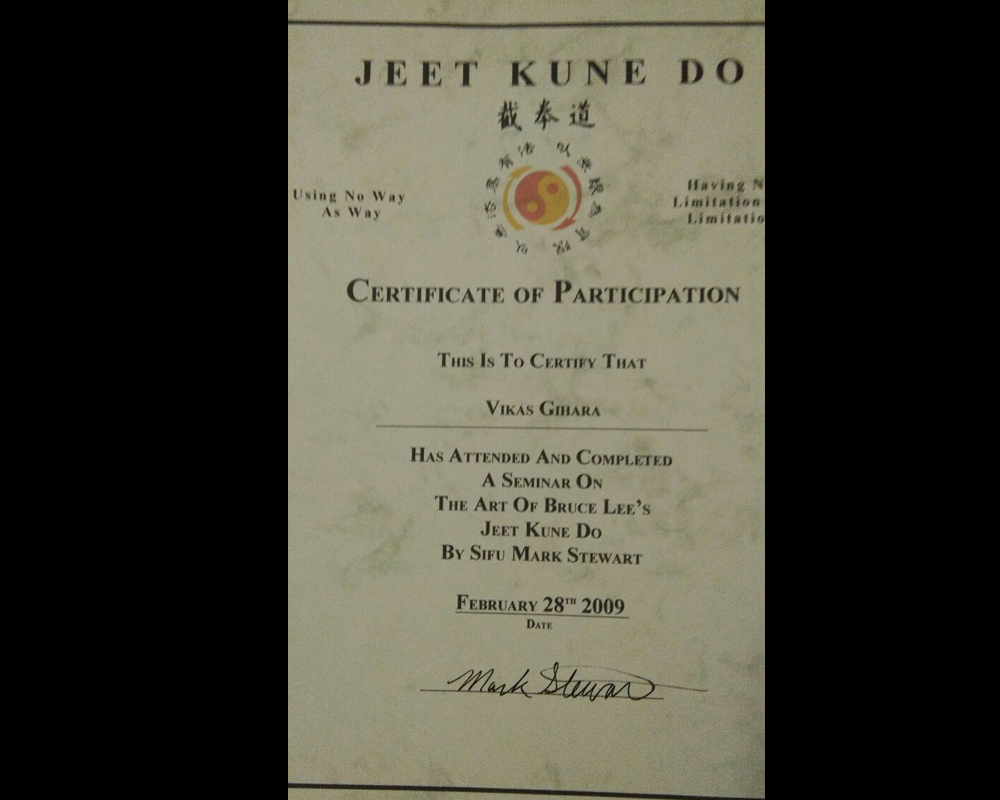 JEET KUNE DO
截拳道
Using No Way
As Way
Having N
Limitation
Limitatio
CERTIFICATE OF PARTICIPATION
THIS IS TO CERTIFY THAT
VIKAS GIHARA
HAS ATTENDED AND COMPLETED
A SEMINAR ON
THE ART OF BRUCE LEE'S
JEET KUNE DO
BY SIFU MARK STEWART
FEBRUARY 28TH 2009
DATE
Mark Stewart